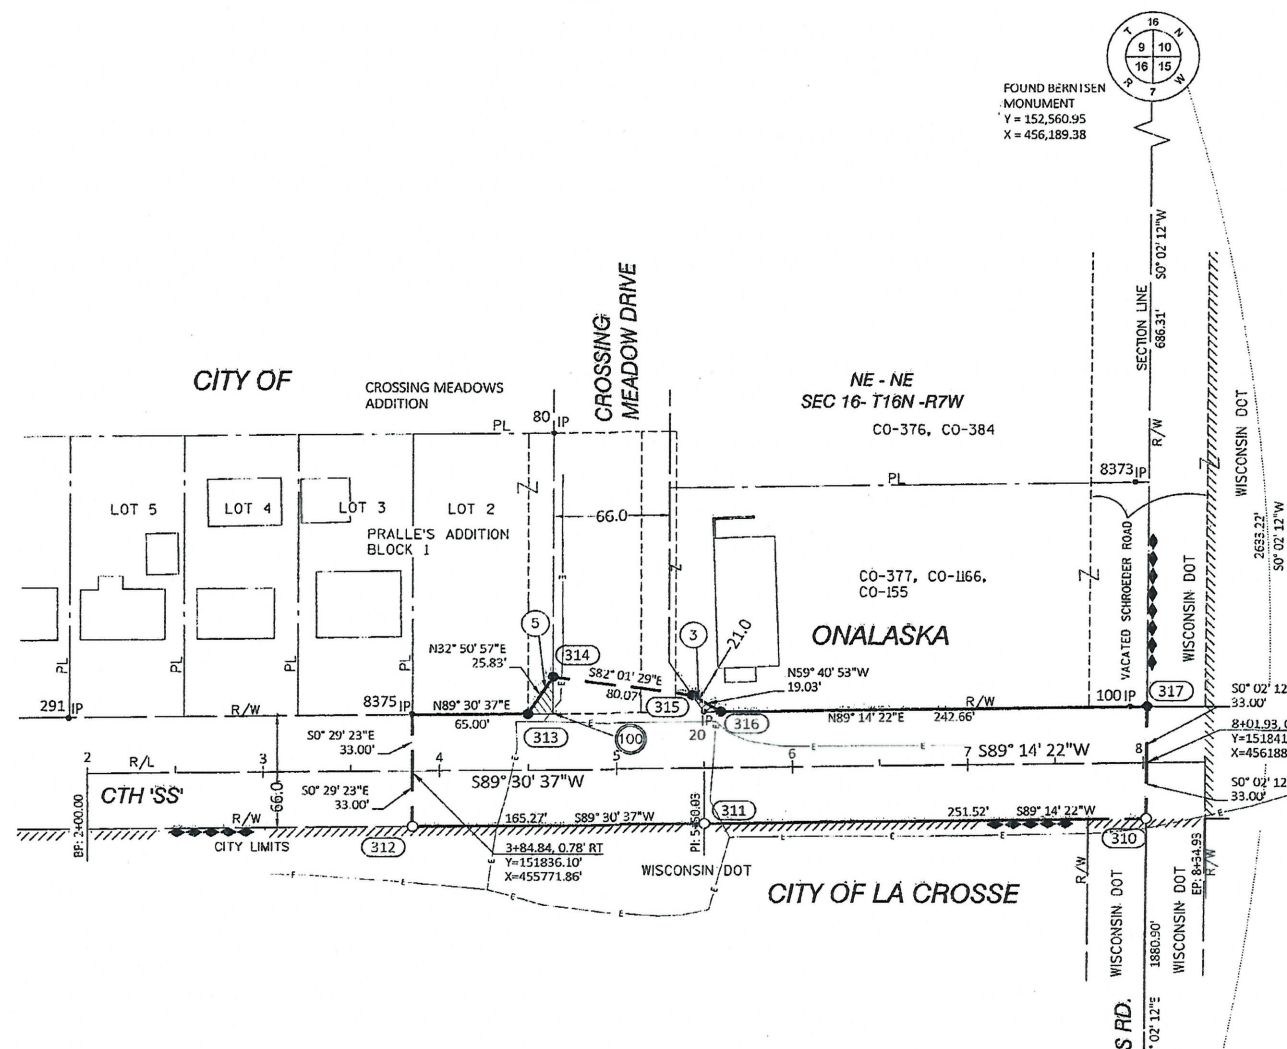 T 16 N
9 10
16 15
R 7 W
FOUND BERNTSEN
MONUMENT
Y = 152,560.95
X = 456,189.38
S0° 02' 12"W
SECTION LINE
686.31'
R/W
WISCONSIN DOT
2633.22'
S0° 02' 12"W
CITY OF
CROSSING MEADOWS
ADDITION
CROSSING
MEADOW DRIVE
NE - NE
SEC 16- T16N -R7W
CO-376, CO-384
PL
80 IP
8373 IP
PL
LOT 5
LOT 4
LOT 3
LOT 2
66.0
PRALLE'S ADDITION
BLOCK 1
CO-377, CO-1166,
CO-155
VACATED SCHROEDER ROAD
WISCONSIN DOT
ONALASKA
5
3
21.0
N32° 50' 57"E
25.83'
314
S82° 01' 29"E
80.07'
N59° 40' 53"W
19.03'
PL
PL
PL
291 IP
R/W
8375 IP
N89° 30' 37"E
65.00'
313
100
315
316
20
IP
R/W
N89° 14' 22"E 242.66'
100 IP
317
S0° 02' 12
33.00'
S0° 29' 23"E
33.00'
8+01.93, 0
Y=151841
X=456188
2
R/L
3
4
5
6
7
8
S89° 30' 37"W
S89° 14' 22"W
CTH 'SS'
66.0
S0° 29' 23"E
33.00'
S0° 02' 12
33.00'
BP: 2+00.00
R/W
CITY LIMITS
312
165.27' S89° 30' 37"W
311
251.52' S89° 14' 22"W
310
3+84.84, 0.78' RT
Y=151836.10'
X=455771.86'
WISCONSIN DOT
CITY OF LA CROSSE
R/W
WISCONSIN DOT
1880.90'
WISCONSIN DOT
EP: 8+34.93
R/W
S RD.
° 02' 12"E